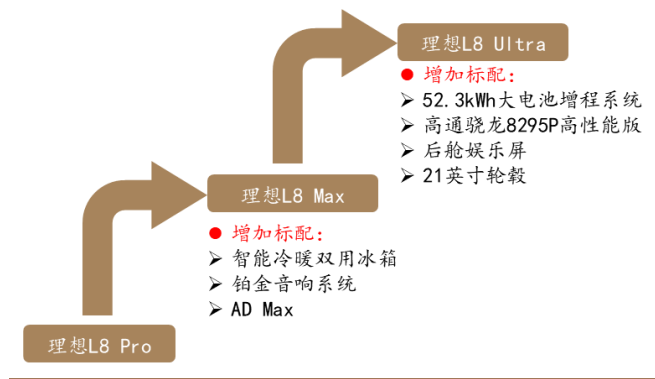 理想L8 Ultra
增加标配：
52.3kWh大电池增程系统
高通骁龙8295P高性能版
后舱娱乐屏
21英寸轮毂
理想L8 Max
增加标配：
智能冷暖双用冰箱
铂金音响系统
AD Max
理想L8 Pro